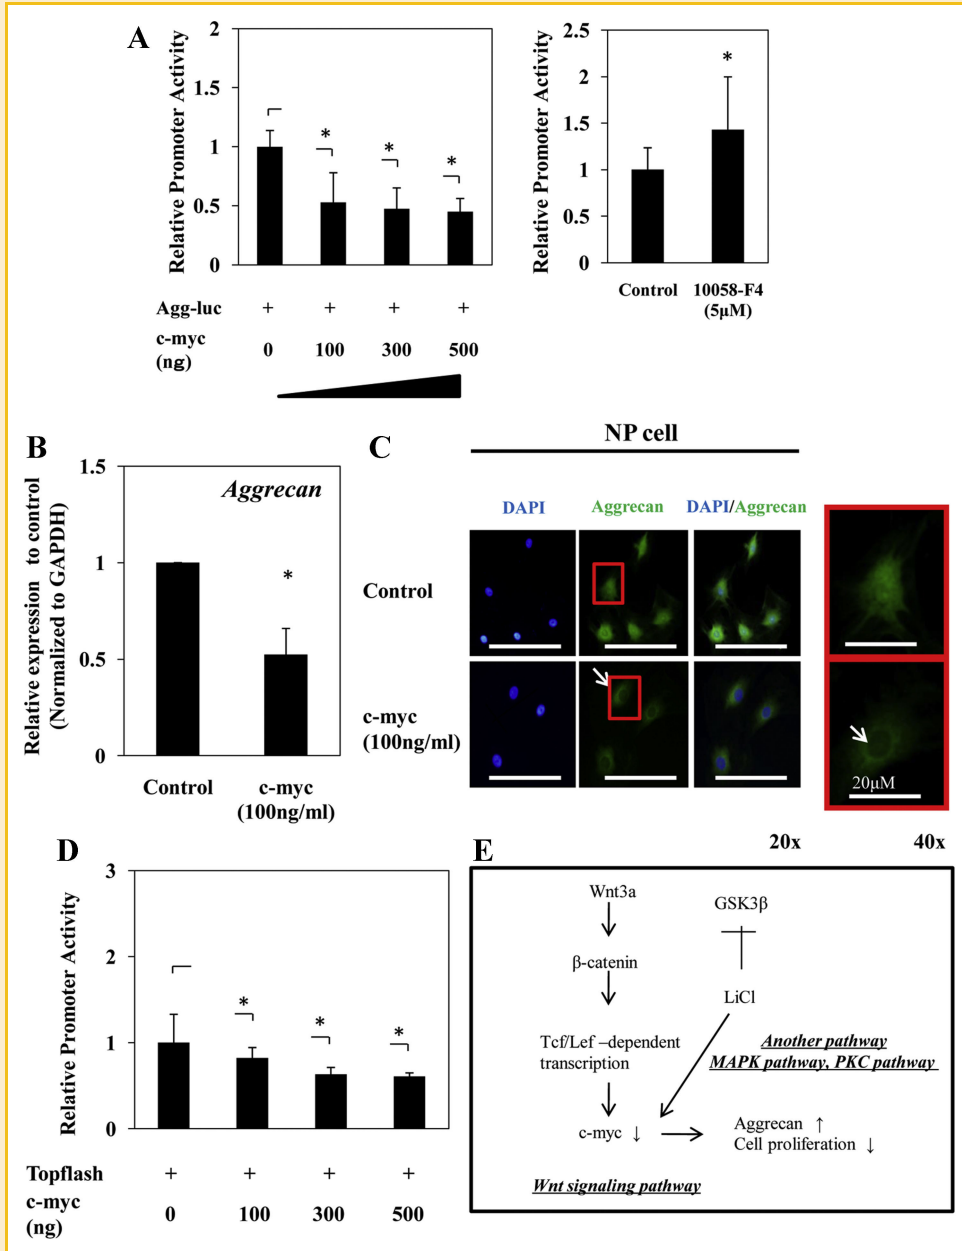 A
Relative Promoter Activity
2
1.5
1
0.5
0
*
*
*
Agg-luc + + + +
c-myc
(ng)
0 100 300 500
Relative Promoter Activity
2.5
2
1.5
1
0.5
0
*
Control 10058-F4
(5μM)
B
Relative expression to control
(Normalized to GAPDH)
1.5
1
0.5
0
Aggrecan
*
Control c-myc
(100ng/ml)
C
NP cell
DAPI Aggrecan DAPI/Aggrecan
Control
c-myc
(100ng/ml)
20μM
20x 40x
D
Relative Promoter Activity
3
2
1
0
*
*
*
Topflash + + + +
c-myc
(ng)
0 100 300 500
E
Wnt3a
GSK3β
β-catenin
LiCl
Tcf/Lef –dependent
transcription
Another pathway
MAPK pathway, PKC pathway
c-myc ↓
Aggrecan ↑
Cell proliferation ↓
Wnt signaling pathway